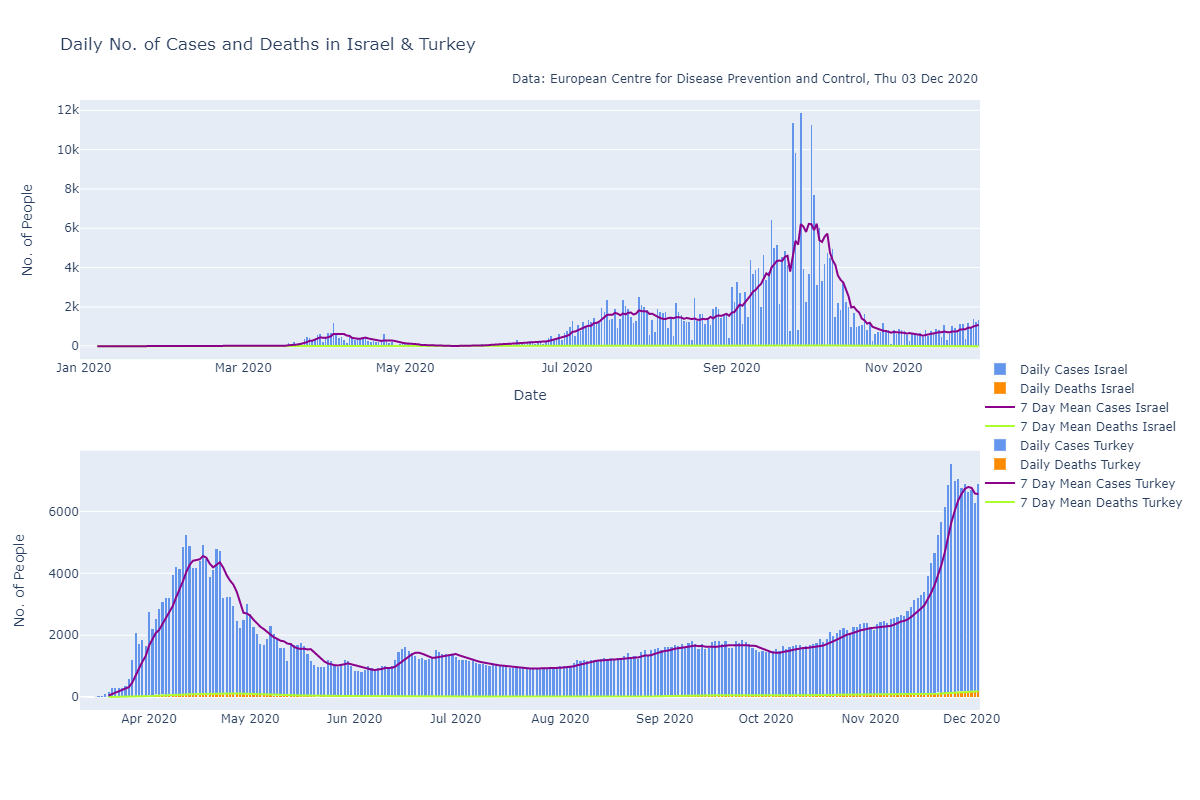 Daily No. of Cases and Deaths in Israel & Turkey
Data: European Centre for Disease Prevention and Control, Thu 03 Dec 2020
12k
10k
8k
6k
4k
2k
0
No. of People
Jan 2020 Mar 2020 May 2020 Jul 2020 Sep 2020 Nov 2020
Date
Daily Cases Israel
Daily Deaths Israel
7 Day Mean Cases Israel
7 Day Mean Deaths Israel
Daily Cases Turkey
Daily Deaths Turkey
7 Day Mean Cases Turkey
7 Day Mean Deaths Turkey
6000
4000
2000
0
No. of People
Apr 2020 May 2020 Jun 2020 Jul 2020 Aug 2020 Sep 2020 Oct 2020 Nov 2020 Dec 2020